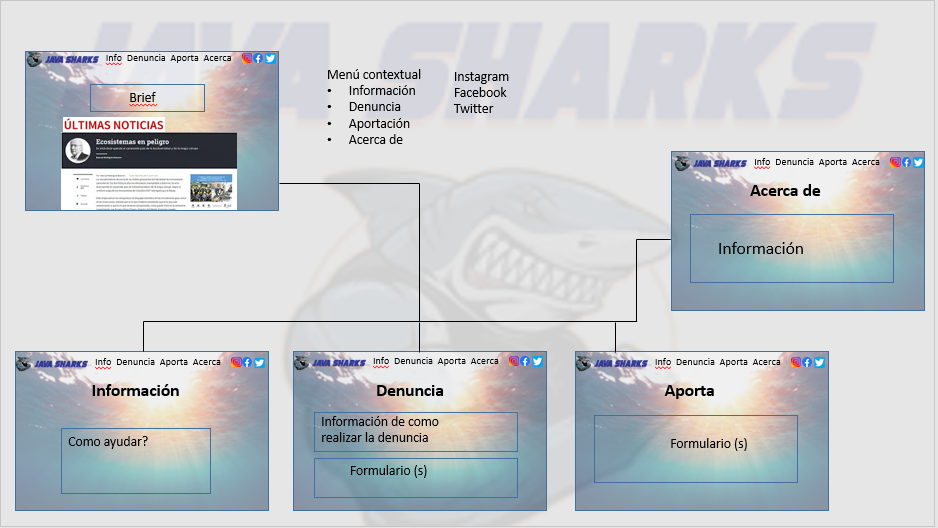 JAVA SHARKS
JAVA SHARKS Info Denuncia Aporta Acerca
Brief
ÚLTIMAS NOTICIAS
Ecosistemas en peligro
Menú contextual
• Información
• Denuncia
• Aportación
• Acerca de
Instagram
Facebook
Twitter
JAVA SHARKS Info Denuncia Aporta Acerca
Acerca de
Información
JAVA SHARKS Info Denuncia Aporta Acerca
Información
Como ayudar?
JAVA SHARKS Info Denuncia Aporta Acerca
Denuncia
Información de como
realizar la denuncia
Formulario (s)
JAVA SHARKS Info Denuncia Aporta Acerca
Aporta
Formulario (s)